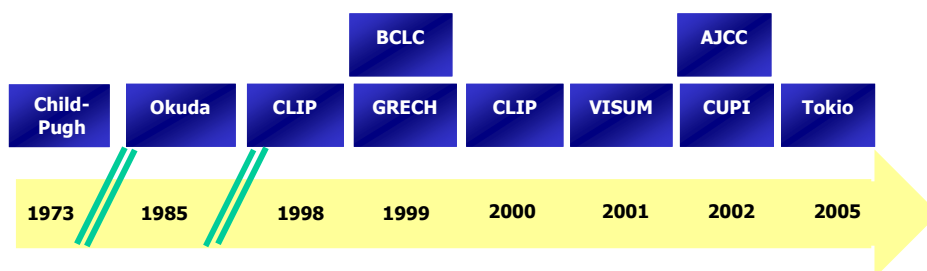 BCLC
AJCC
Child-
Pugh
Okuda
CLIP
GRECH
CLIP
VISUM
CUPI
Tokio
1973
1985
1998
1999
2000
2001
2002
2005